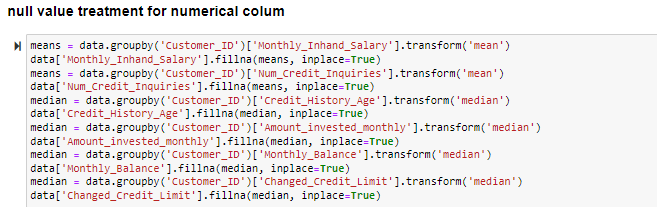 null value treatment for numerical colum
means = data.groupby('Customer_ID')['Monthly_Inhand_Salary'].transform('mean')
data['Monthly_Inhand_Salary'].fillna(means, inplace=True)
means = data.groupby('Customer_ID')['Num_Credit_Inquiries'].transform('mean')
data['Num_Credit_Inquiries'].fillna(means, inplace=True)
median = data.groupby('Customer_ID')['Credit_History_Age'].transform('median')
data['Credit_History_Age'].fillna(median, inplace=True)
median = data.groupby('Customer_ID')['Amount_invested_monthly'].transform('median')
data['Amount_invested_monthly'].fillna(median, inplace=True)
median = data.groupby('Customer_ID')['Monthly_Balance'].transform('median')
data['Monthly_Balance'].fillna(median, inplace=True)
median = data.groupby('Customer_ID')['Changed_Credit_Limit'].transform('median')
data['Changed_Credit_Limit'].fillna(median, inplace=True)